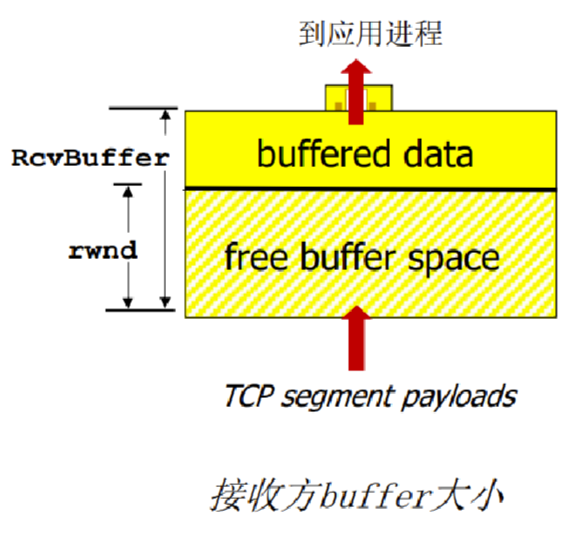 到应用进程
RcvBuffer
buffered data
rwnd
free buffer space
TCP segment payloads
接收方buffer大小